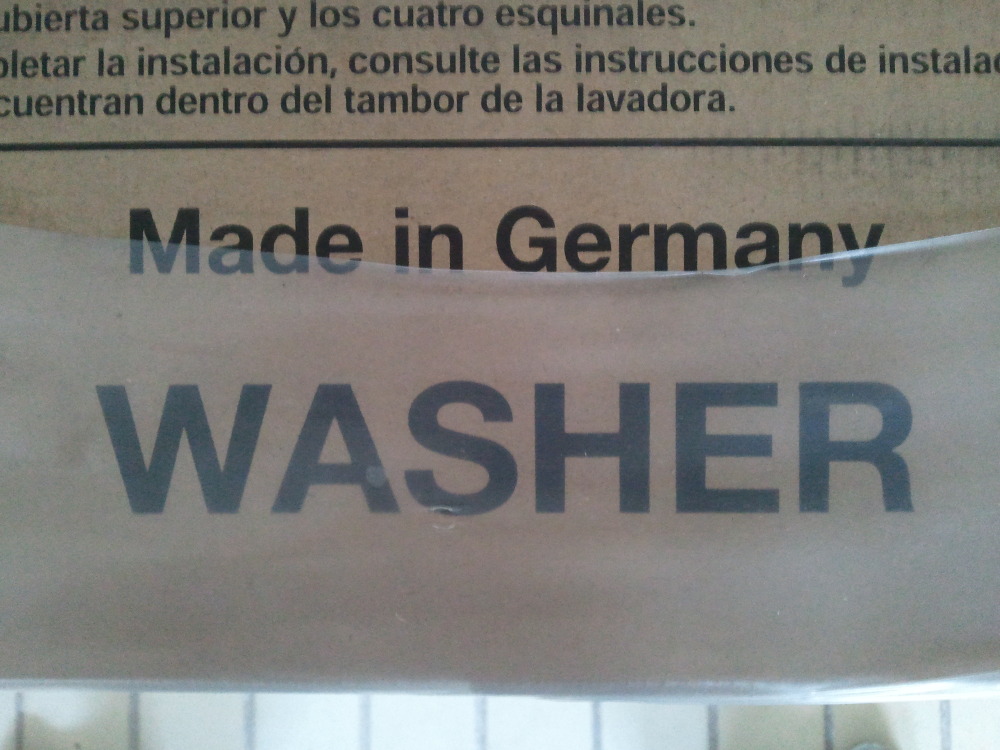 ubierta superior y los cuatro esquinales.
pletar la instalación, consulte las instrucciones de instalac
cuentran dentro del tambor de la lavadora.
Made in Germany
WASHER